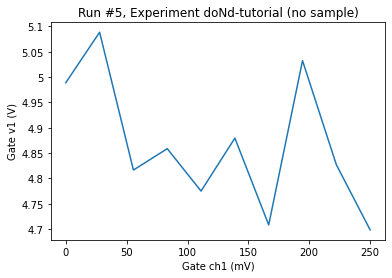 Run #5, Experiment doNd-tutorial (no sample)
Gate v1 (V)
5.1
5.05
5
4.95
4.9
4.85
4.8
4.75
4.7
0 50 100 150 200 250
Gate ch1 (mV)